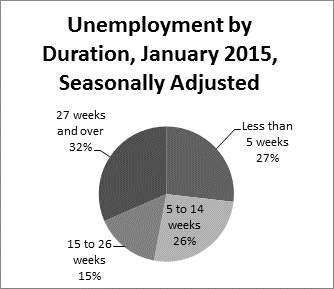 Unemployment by
Duration, January 2015,
Seasonally Adjusted
27 weeks
and over
32%
Less than
5 weeks
27%
5 to 14
weeks
26%
15 to 26
weeks
15%